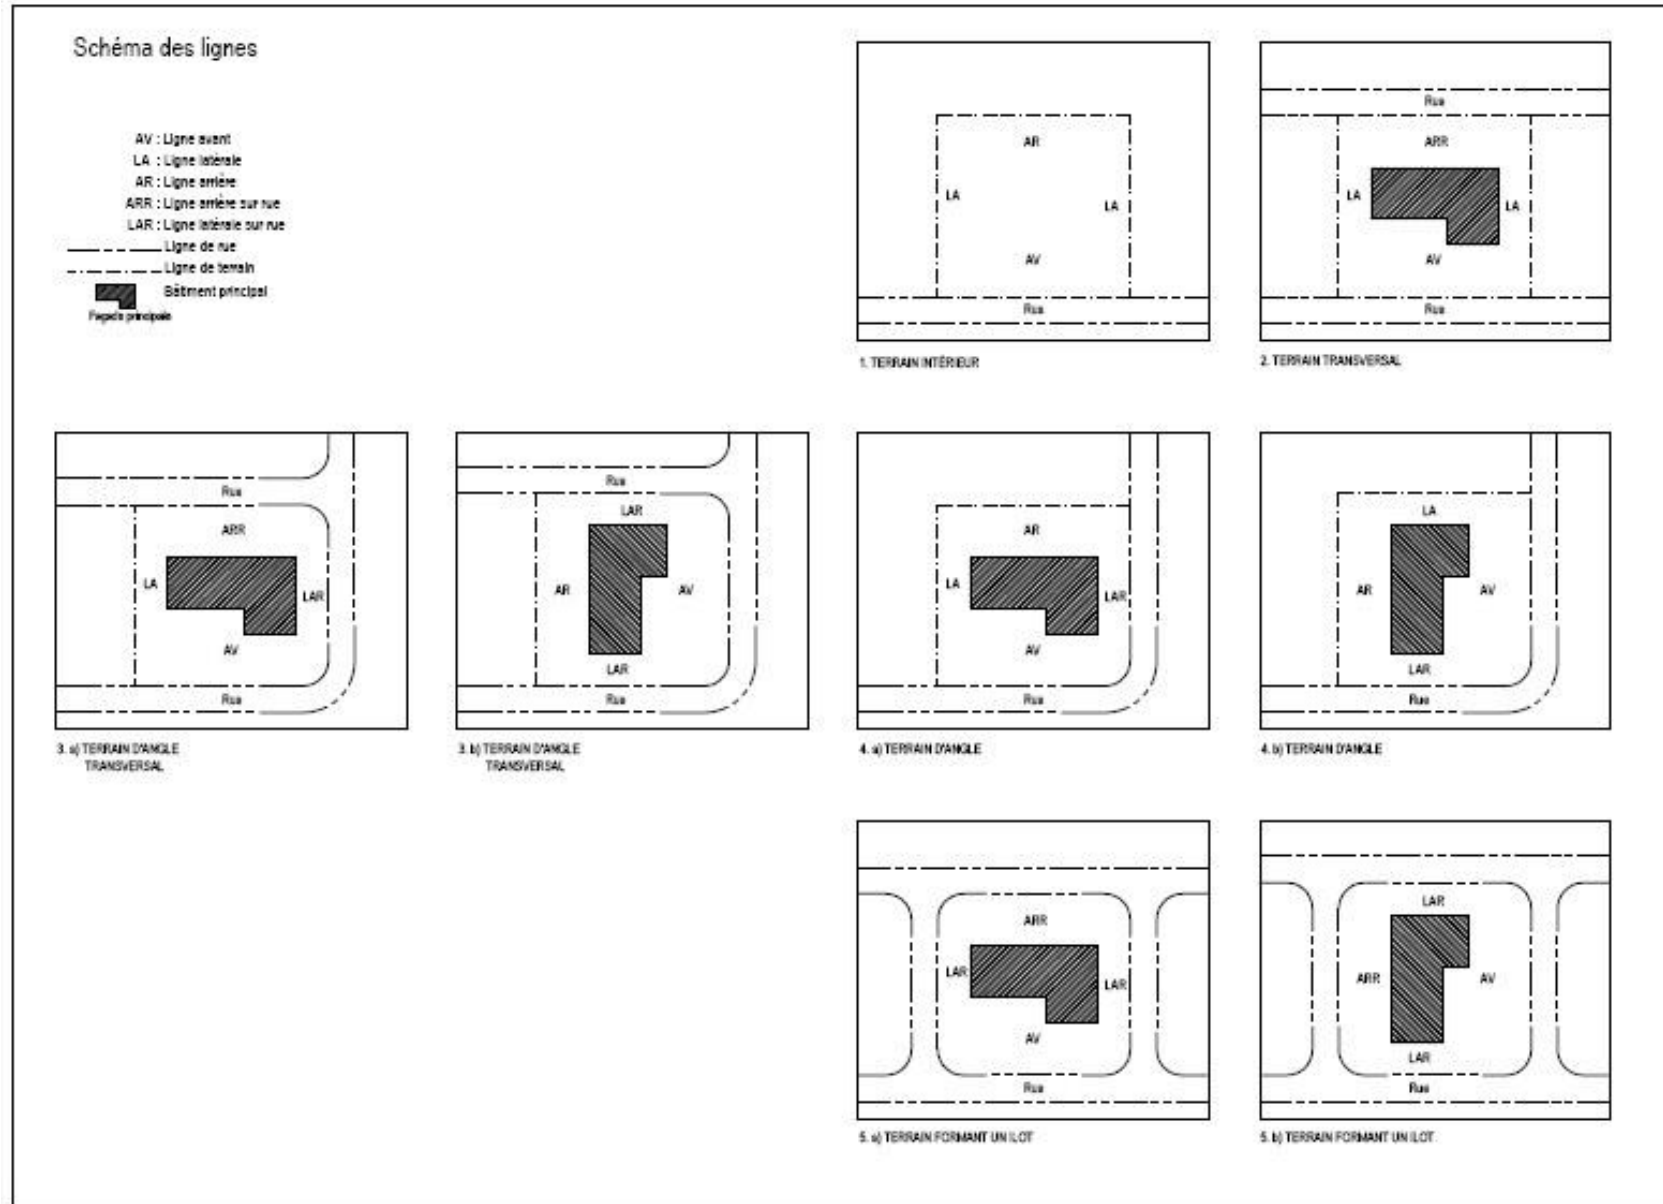 Schéma des lignes
AV : Ligne avant
LA : Ligne latérale
AR : Ligne arrière
ARR : Ligne arrière sur rue
LAR : Ligne latérale sur rue
Ligne de rue
Ligne de terrain
Bâtiment principal
Façade principale
AR
LA
LA
AV
Rue
1. TERRAIN INTÉRIEUR
Rue
ARR
LA
LA
AV
Rue
2. TERRAIN TRANSVERSAL
Rue
ARR
LA
LAR
AV
Rue
3. a) TERRAIN D'ANGLE
TRANSVERSAL
Rue
LAR
AR
AV
LAR
Rue
3. b) TERRAIN D'ANGLE
TRANSVERSAL
AR
LA
LAR
AV
Rue
4. a) TERRAIN D'ANGLE
LA
AR
AV
LAR
Rue
4. b) TERRAIN D'ANGLE
ARR
LAR
LAR
AV
Rue
5. a) TERRAIN FORMANT UN ILOT
LAR
ARR
AV
LAR
Rue
5. b) TERRAIN FORMANT UN ILOT